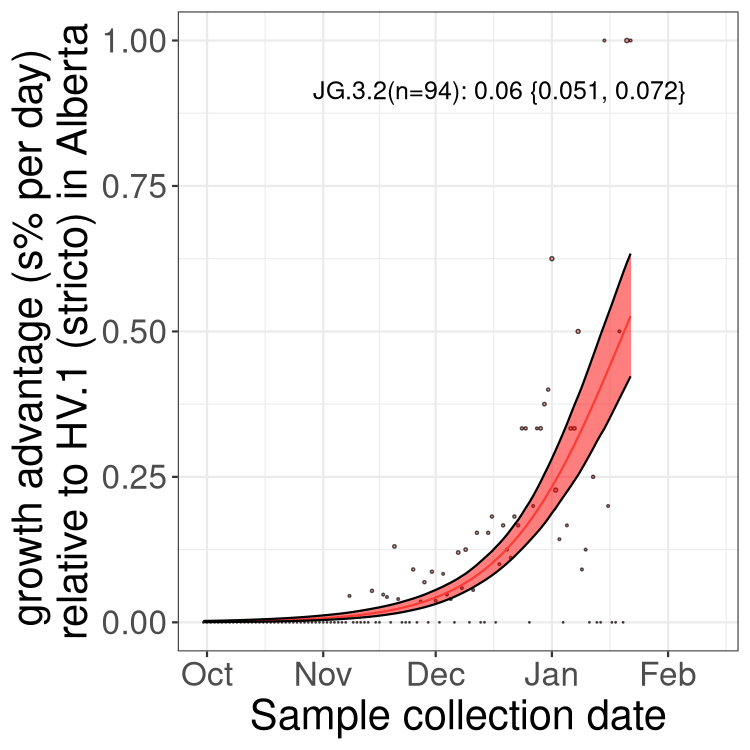 growth advantage (s% per day)
relative to HV.1 (stricto) in Alberta
1.00
0.75
0.50
0.25
0.00
JG.3.2(n=94): 0.06 {0.051, 0.072}
Oct
Nov
Dec
Jan
Feb
Sample collection date